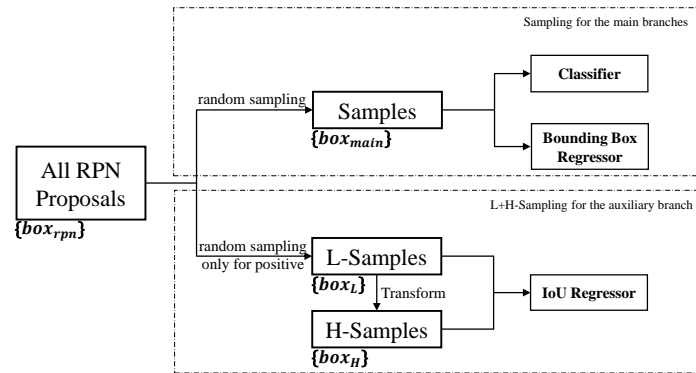 Sampling for the main branches
Classifier
random sampling
Samples
{box_main}
Bounding Box
Regressor
All RPN
Proposals
{box_rpn}
L+H-Sampling for the auxiliary branch
random sampling
only for positive
L-Samples
{box_L}
Transform
IoU Regressor
H-Samples
{box_H}